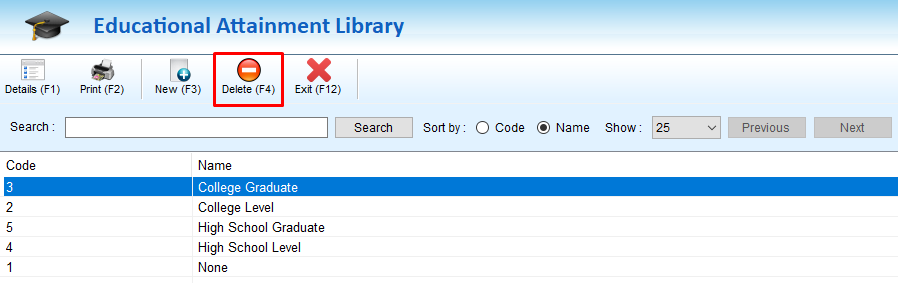 Educational Attainment Library
Details (F1) Print (F2) New (F3) Delete (F4) Exit (F12)
Search : Search Sort by : Code Name Show : 25 Previous Next
Code Name
3 College Graduate
2 College Level
5 High School Graduate
4 High School Level
1 None